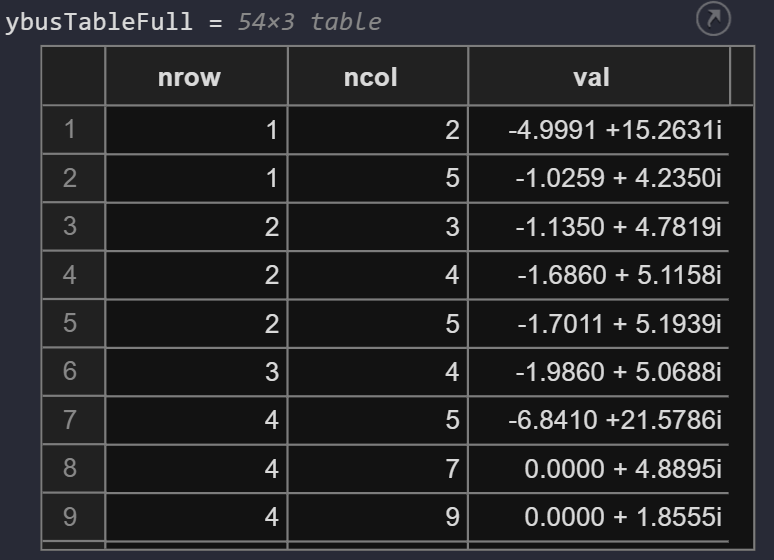 ybusTableFull = 54×3 table
nrow ncol val
1 1 2 -4.9991 +15.2631i
2 1 5 -1.0259 + 4.2350i
3 2 3 -1.1350 + 4.7819i
4 2 4 -1.6860 + 5.1158i
5 2 5 -1.7011 + 5.1939i
6 3 4 -1.9860 + 5.0688i
7 4 5 -6.8410 +21.5786i
8 4 7 0.0000 + 4.8895i
9 4 9 0.0000 + 1.8555i